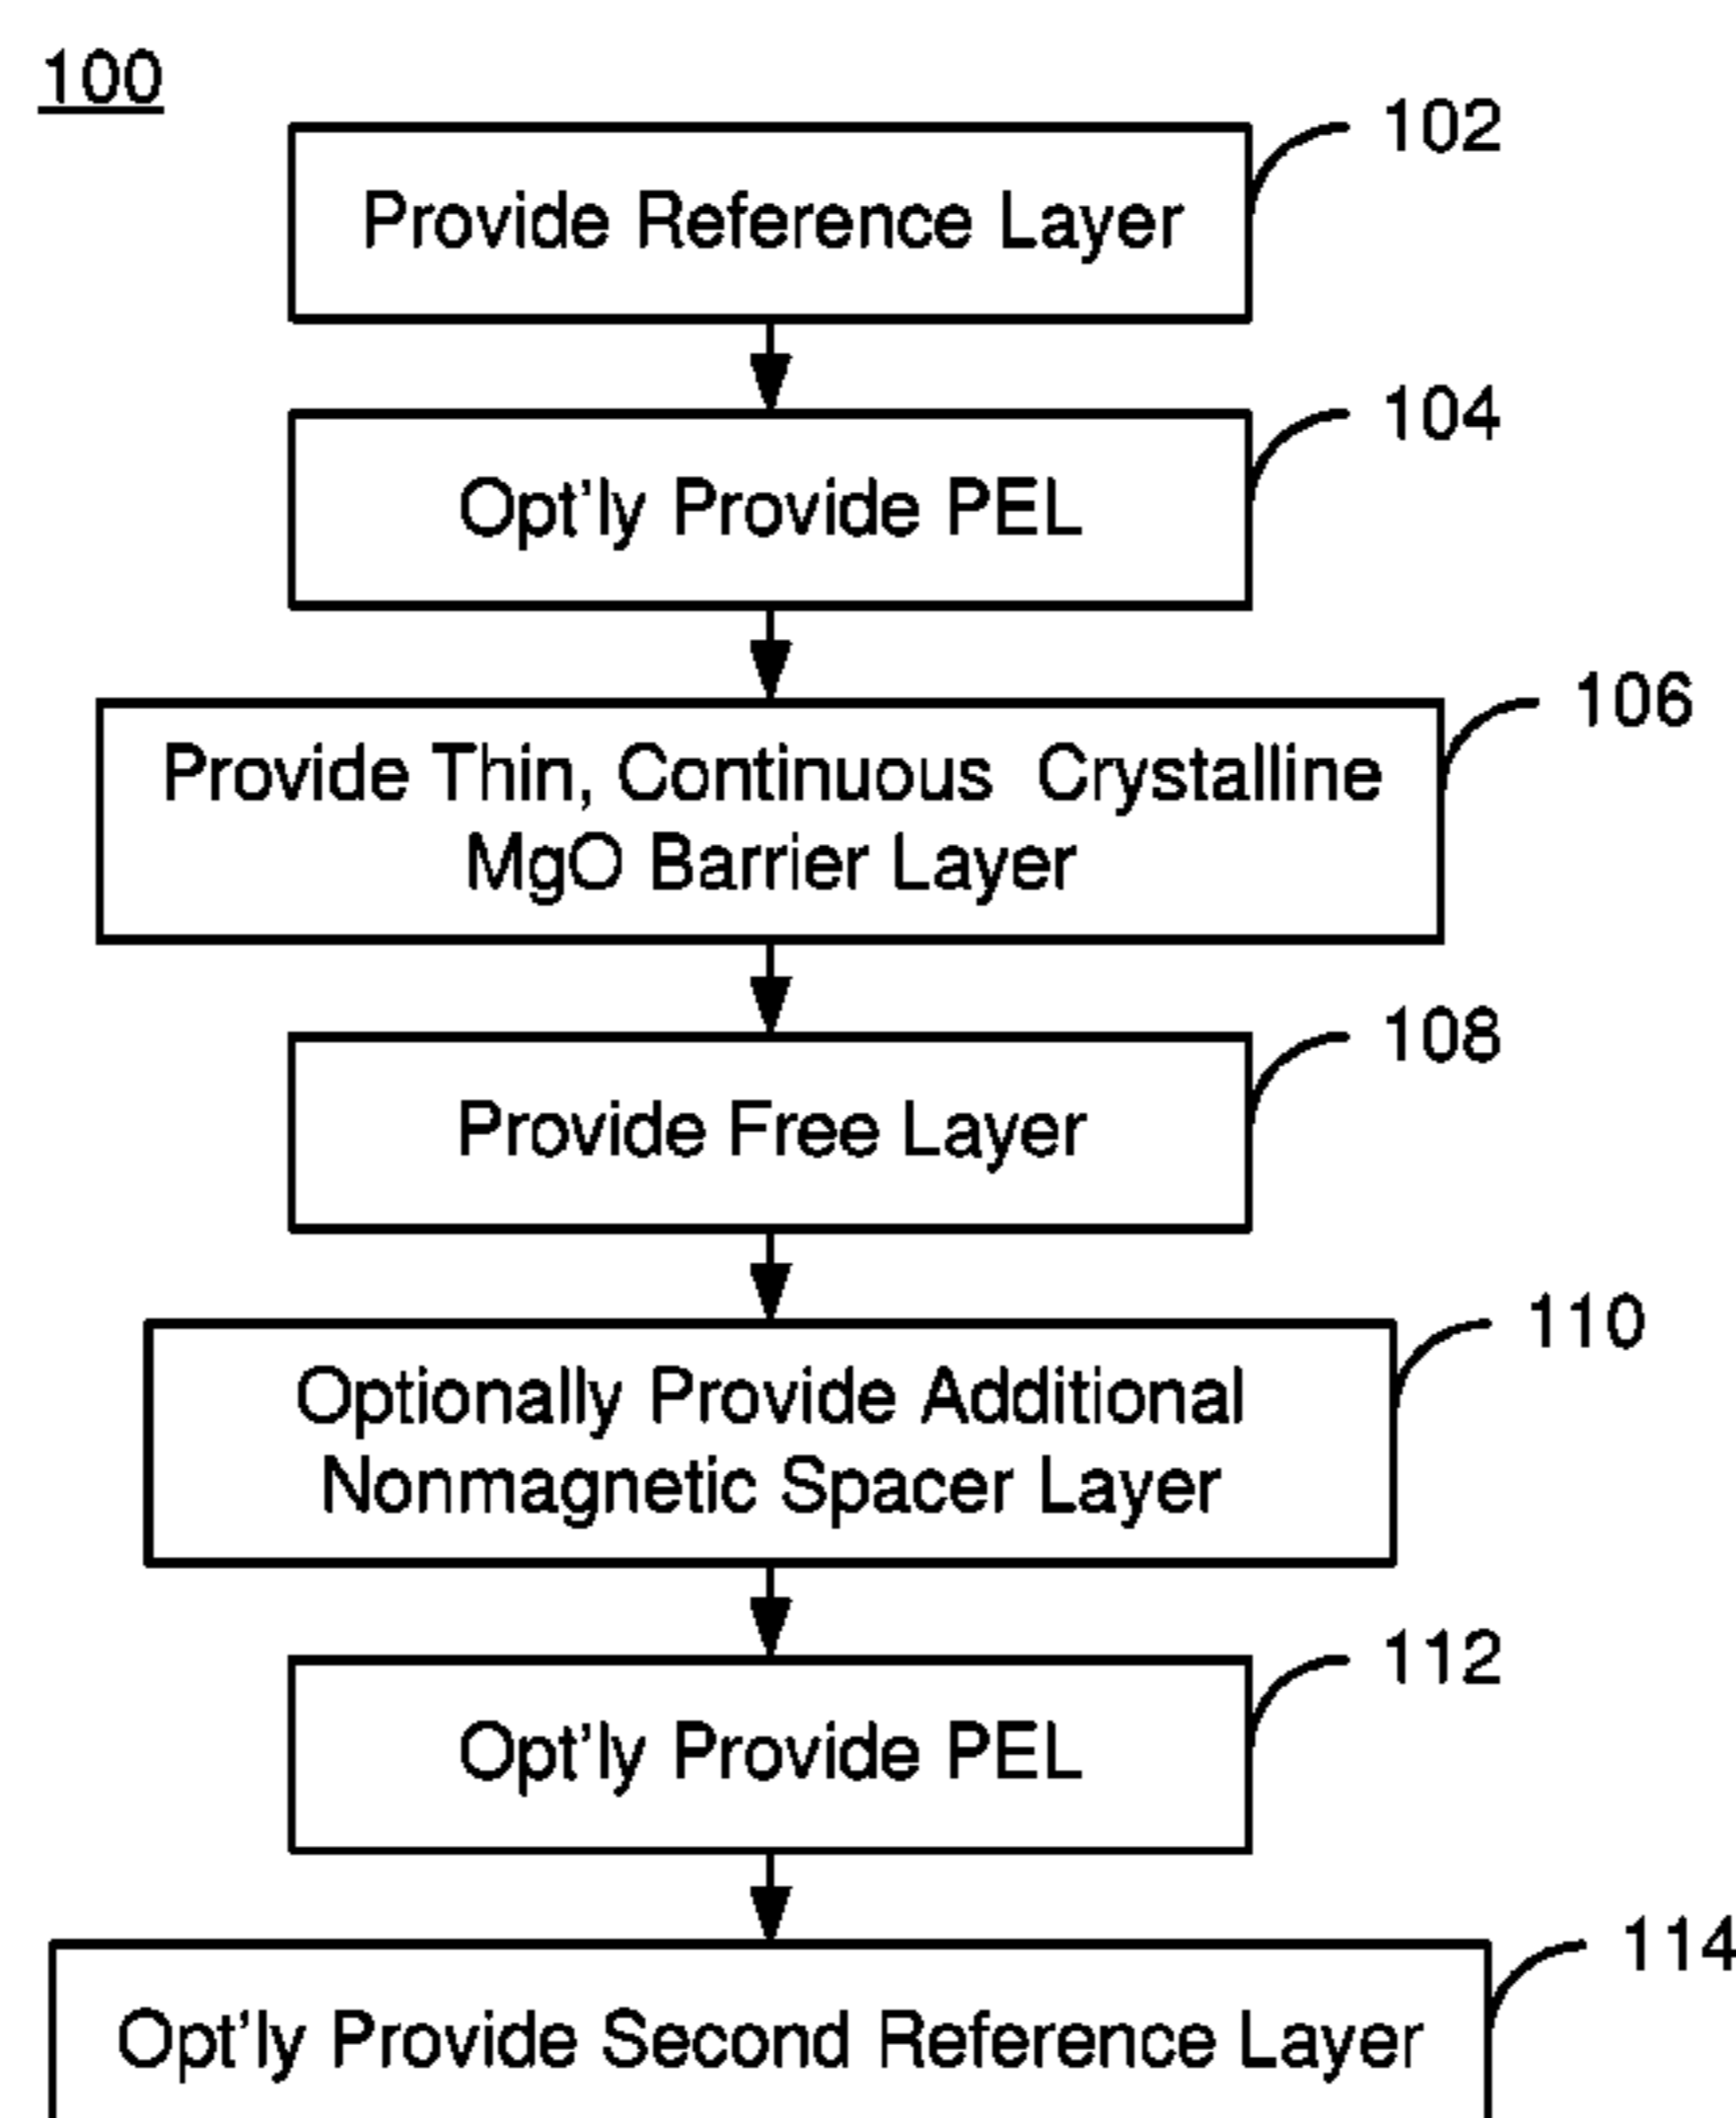 100
102
Provide Reference Layer
104
Opt'ly Provide PEL
106
Provide Thin, Continuous Crystalline
MgO Barrier Layer
108
Provide Free Layer
110
Optionally Provide Additional
Nonmagnetic Spacer Layer
112
Opt'ly Provide PEL
114
Opt'ly Provide Second Reference Layer